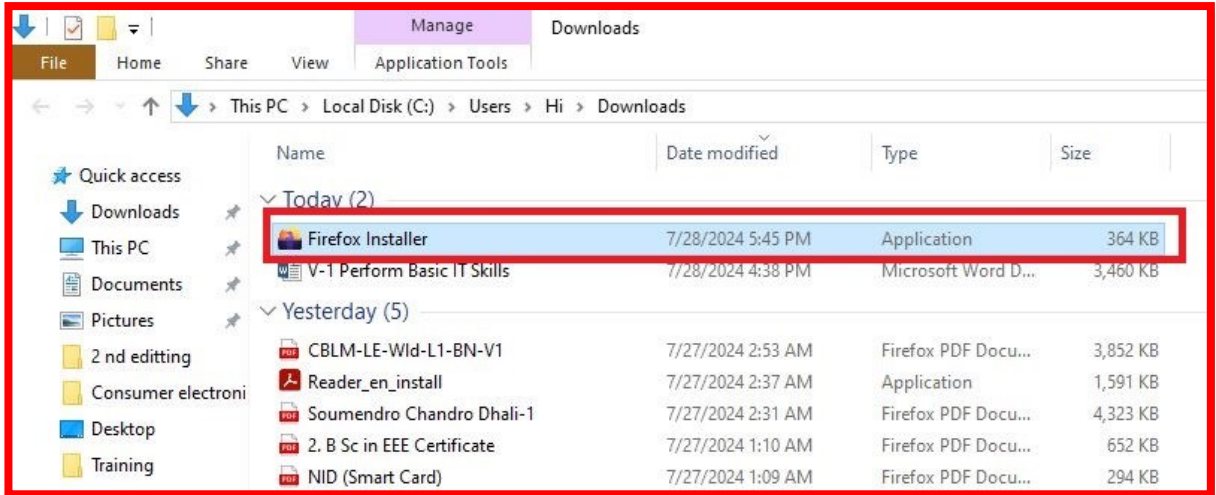 Manage Downloads
File Home Share View Application Tools
This PC > Local Disk (C:) > Users > Hi > Downloads
Name Date modified Type Size
Quick access
Downloads
This PC
Documents
Pictures
2 nd editting
Consumer electroni
Desktop
Training
Today (2)
Firefox Installer 7/28/2024 5:45 PM Application 364 KB
V-1 Perform Basic IT Skills 7/28/2024 4:38 PM Microsoft Word D... 3,460 KB
Yesterday (5)
CBLM-LE-Wld-L1-BN-V1 7/27/2024 2:53 AM Firefox PDF Docu... 3,852 KB
Reader_en_install 7/27/2024 2:37 AM Application 1,591 KB
Soumendro Chandro Dhali-1 7/27/2024 2:31 AM Firefox PDF Docu... 4,323 KB
2. B Sc in EEE Certificate 7/27/2024 1:10 AM Firefox PDF Docu... 652 KB
NID (Smart Card) 7/27/2024 1:09 AM Firefox PDF Docu... 294 KB